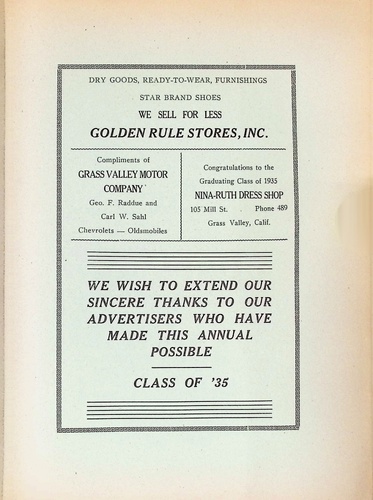 DRY GOODS, READY-TO-WEAR, FURNISHINGS
STAR BRAND SHOES
WE SELL FOR LESS
GOLDEN RULE STORES, INC.
Compliments of
GRASS VALLEY MOTOR
COMPANY
Geo. F. Raddue and
Carl W. Sahl
Chevrolets — Oldsmobiles
Congratulations to the
Graduating Class of 1935
NINA-RUTH DRESS SHOP
105 Mill St. Phone 489
Grass Valley, Calif.
WE WISH TO EXTEND OUR
SINCERE THANKS TO OUR
ADVERTISERS WHO HAVE
MADE THIS ANNUAL
POSSIBLE
CLASS OF '35